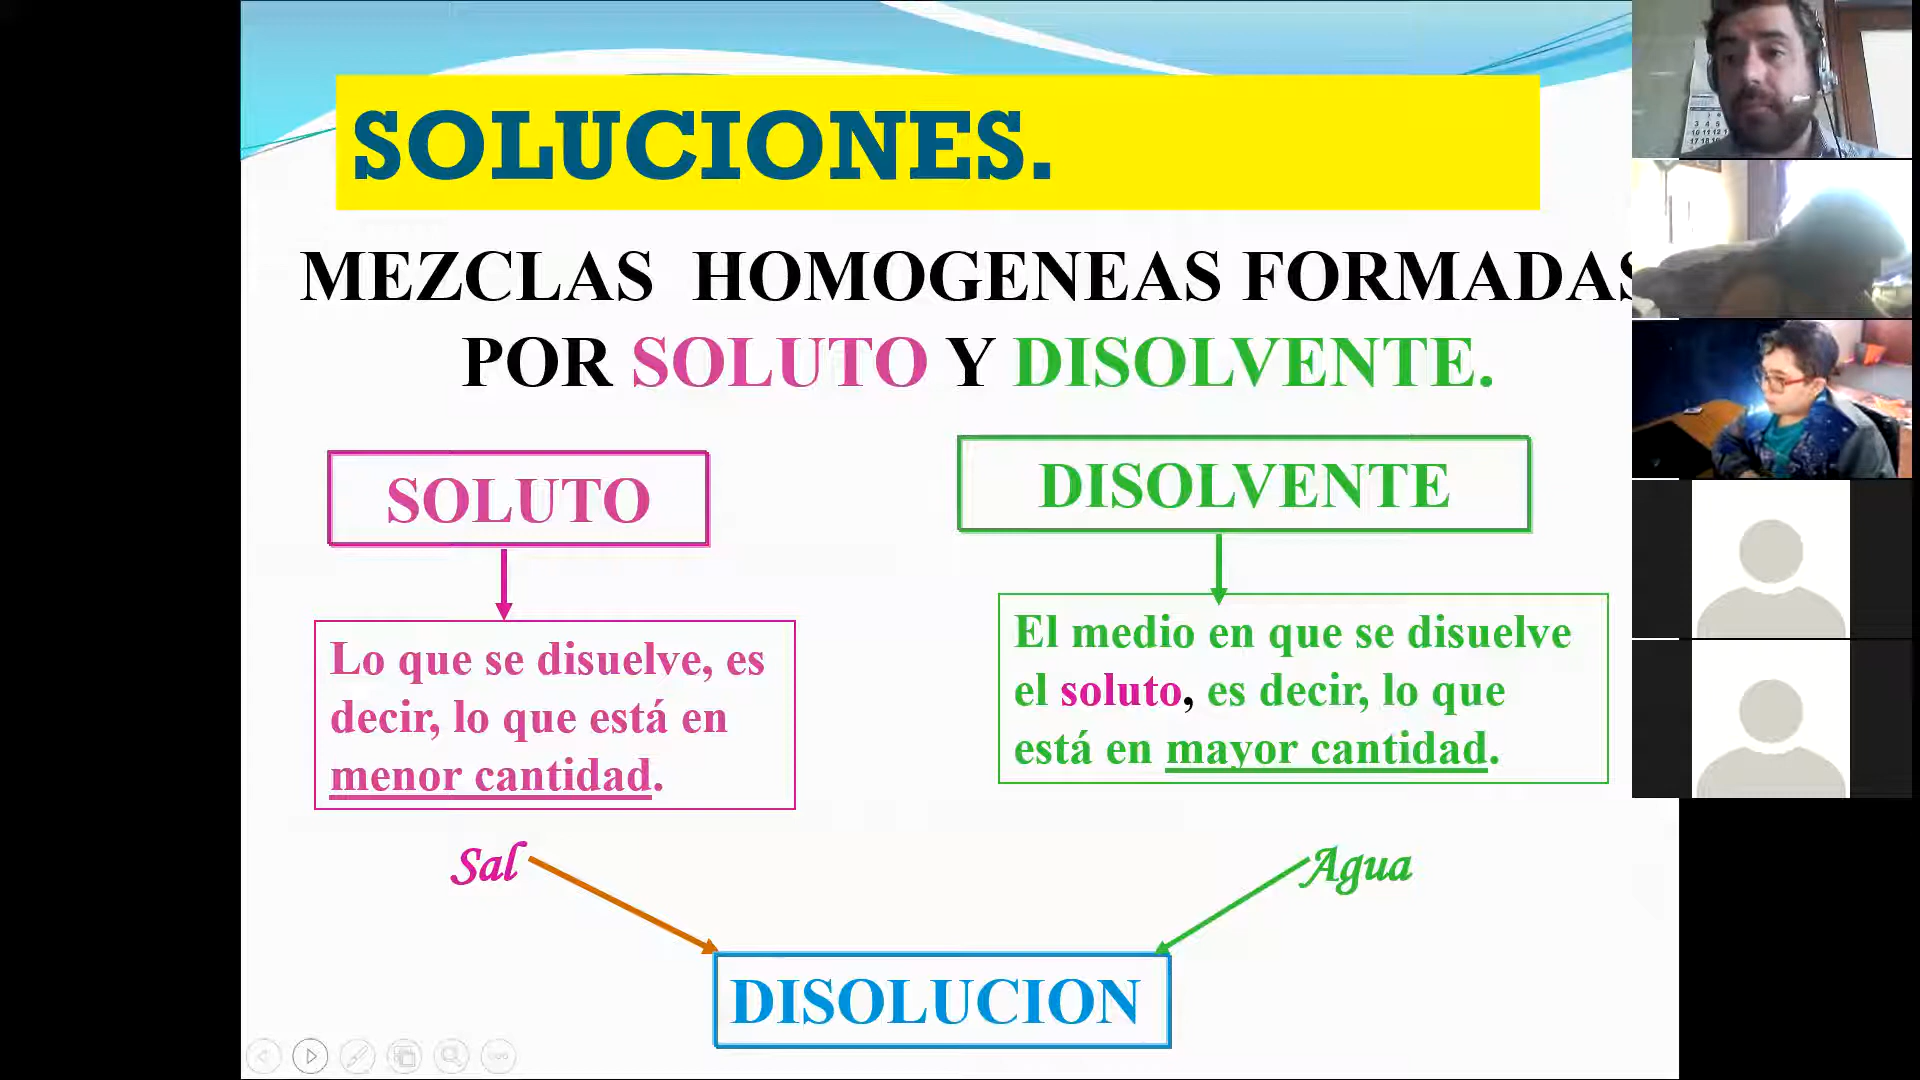 SOLUCIONES.
MEZCLAS HOMOGENEAS FORMADAS
POR SOLUTO Y DISOLVENTE.
SOLUTO
DISOLVENTE
Lo que se disuelve, es
decir, lo que está en
menor cantidad.
El medio en que se disuelve
el soluto, es decir, lo que
está en mayor cantidad.
Sal
Agua
DISOLUCION